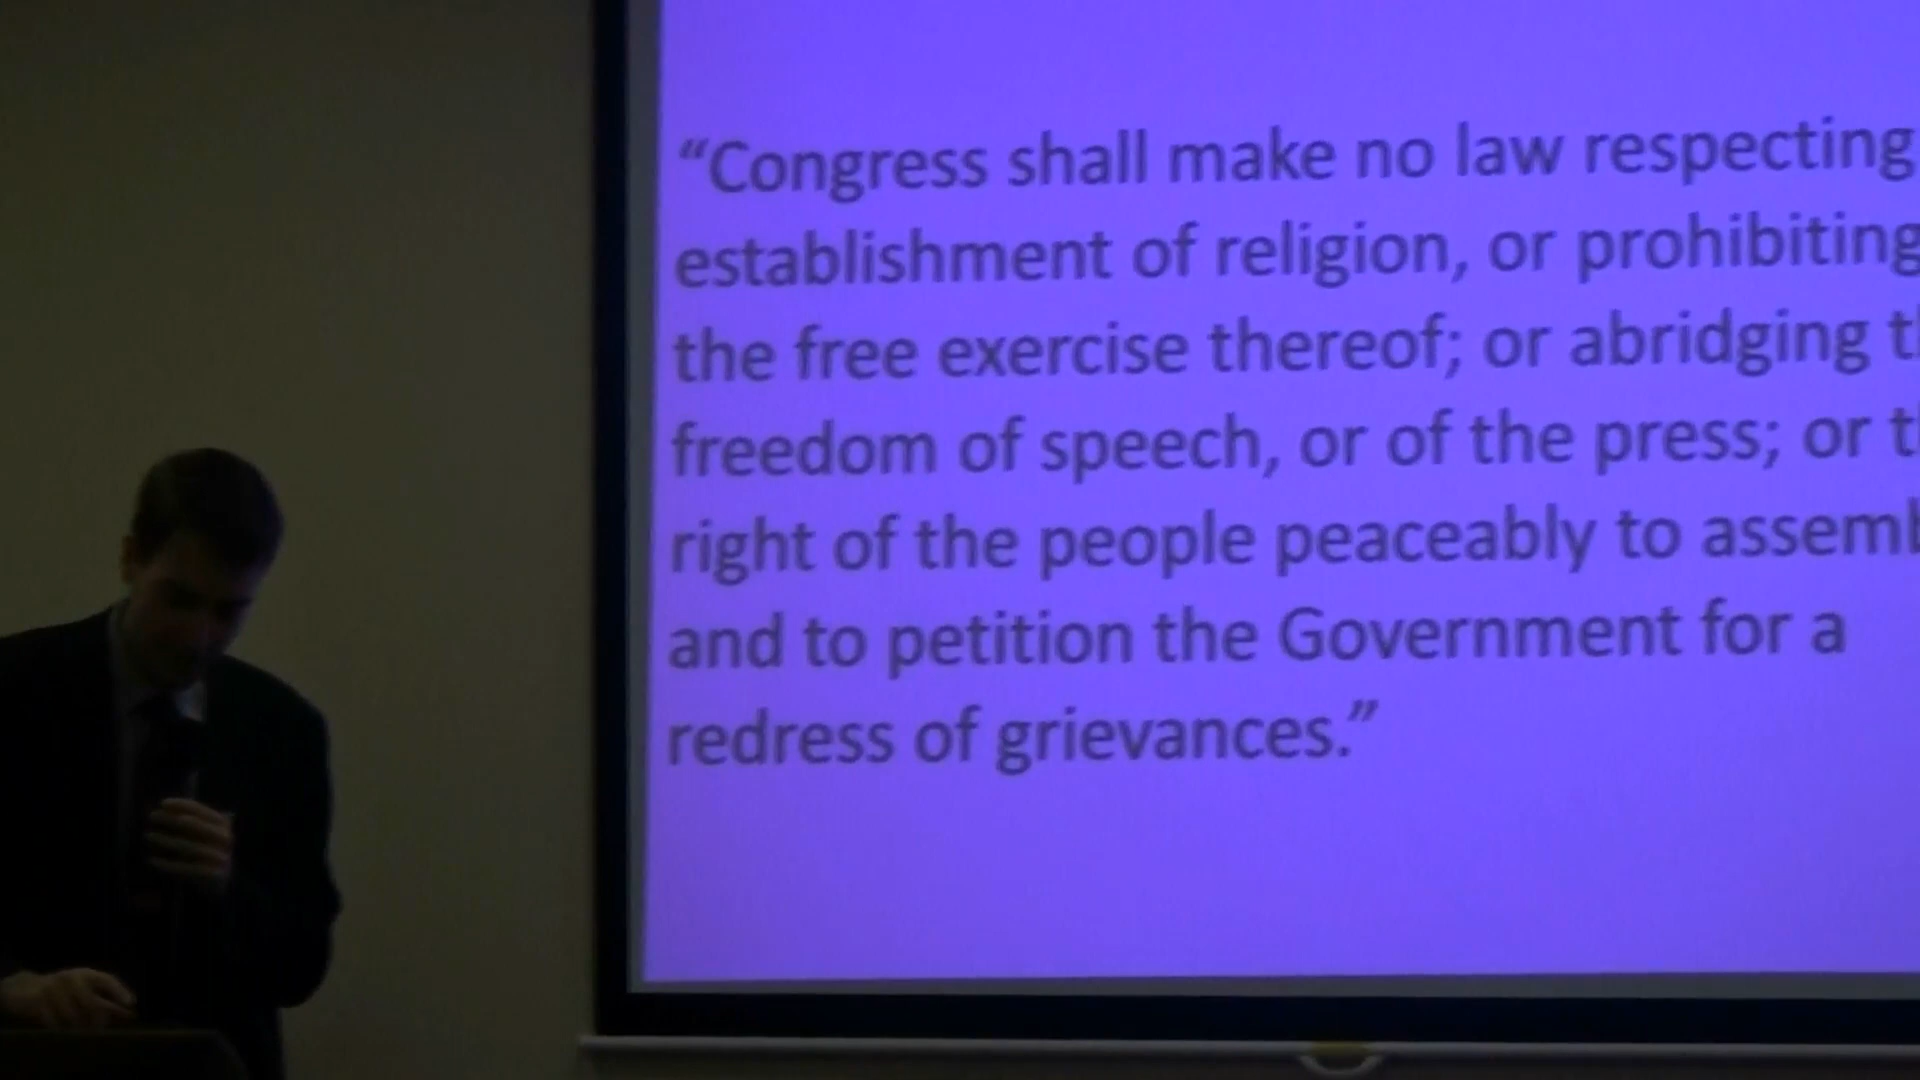 “Congress shall make no law respecting
establishment of religion, or prohibiting
the free exercise thereof; or abridging t
freedom of speech, or of the press; or t
right of the people peaceably to assemb
and to petition the Government for a
redress of grievances.”